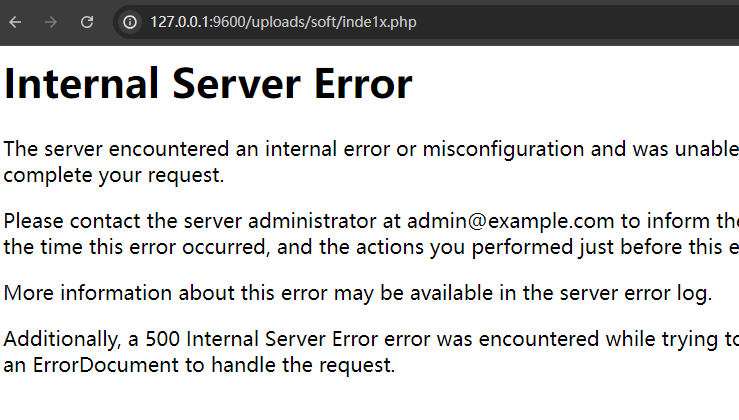 127.0.0.1:9600/uploads/soft/inde1x.php
Internal Server Error
The server encountered an internal error or misconfiguration and was unable
complete your request.
Please contact the server administrator at admin@example.com to inform
the time this error occurred, and the actions you performed just before this
More information about this error may be available in the server error log.
Additionally, a 500 Internal Server Error error was encountered while trying
an ErrorDocument to handle the request.